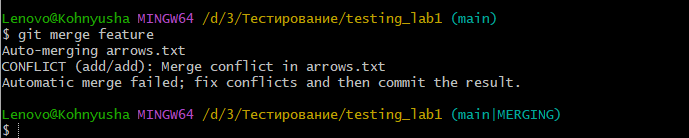 Lenovo@Kohnyusha MINGW64 /d/3/Тестирование/testing_lab1 (main)
$ git merge feature
Auto-merging arrows.txt
CONFLICT (add/add): Merge conflict in arrows.txt
Automatic merge failed; fix conflicts and then commit the result.
Lenovo@Kohnyusha MINGW64 /d/3/Тестирование/testing_lab1 (main|MERGING)
$